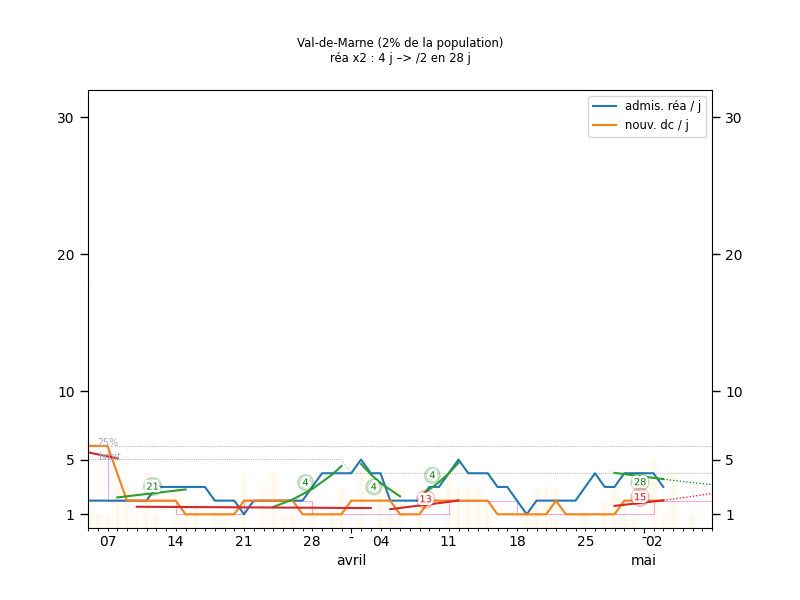 Val-de-Marne (2% de la population)
réa x2 : 4 j –> /2 en 28 j
admis. réa / j
nouv. dc / j
30 30
20 20
10 10
5 5
1 1
25%
21 4 4 4 28
13 15
07 14 21 28 - 04 11 18 25 - 02
avril mai